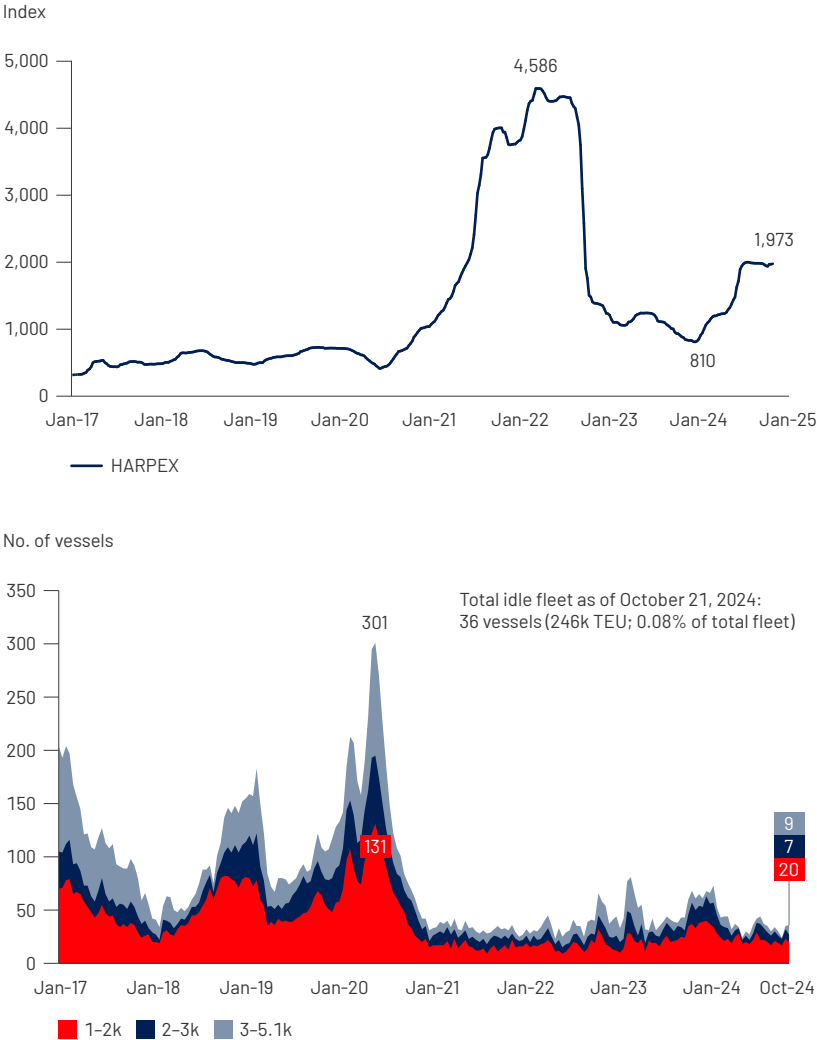 Index
5,000
4,586
4,000
3,000
1,973
2,000
1,000
810
0
Jan-17 Jan-18 Jan-19 Jan-20 Jan-21 Jan-22 Jan-23 Jan-24 Jan-25
HARPEX
No. of vessels
350
Total idle fleet as of October 21, 2024:
36 vessels (246k TEU; 0.08% of total fleet)
301
300
250
200
150
9
7
131
100
20
50
0
Jan-17 Jan-18 Jan-19 Jan-20 Jan-21 Jan-22 Jan-23 Jan-24 Oct-24
1–2k 2–3k 3–5.1k